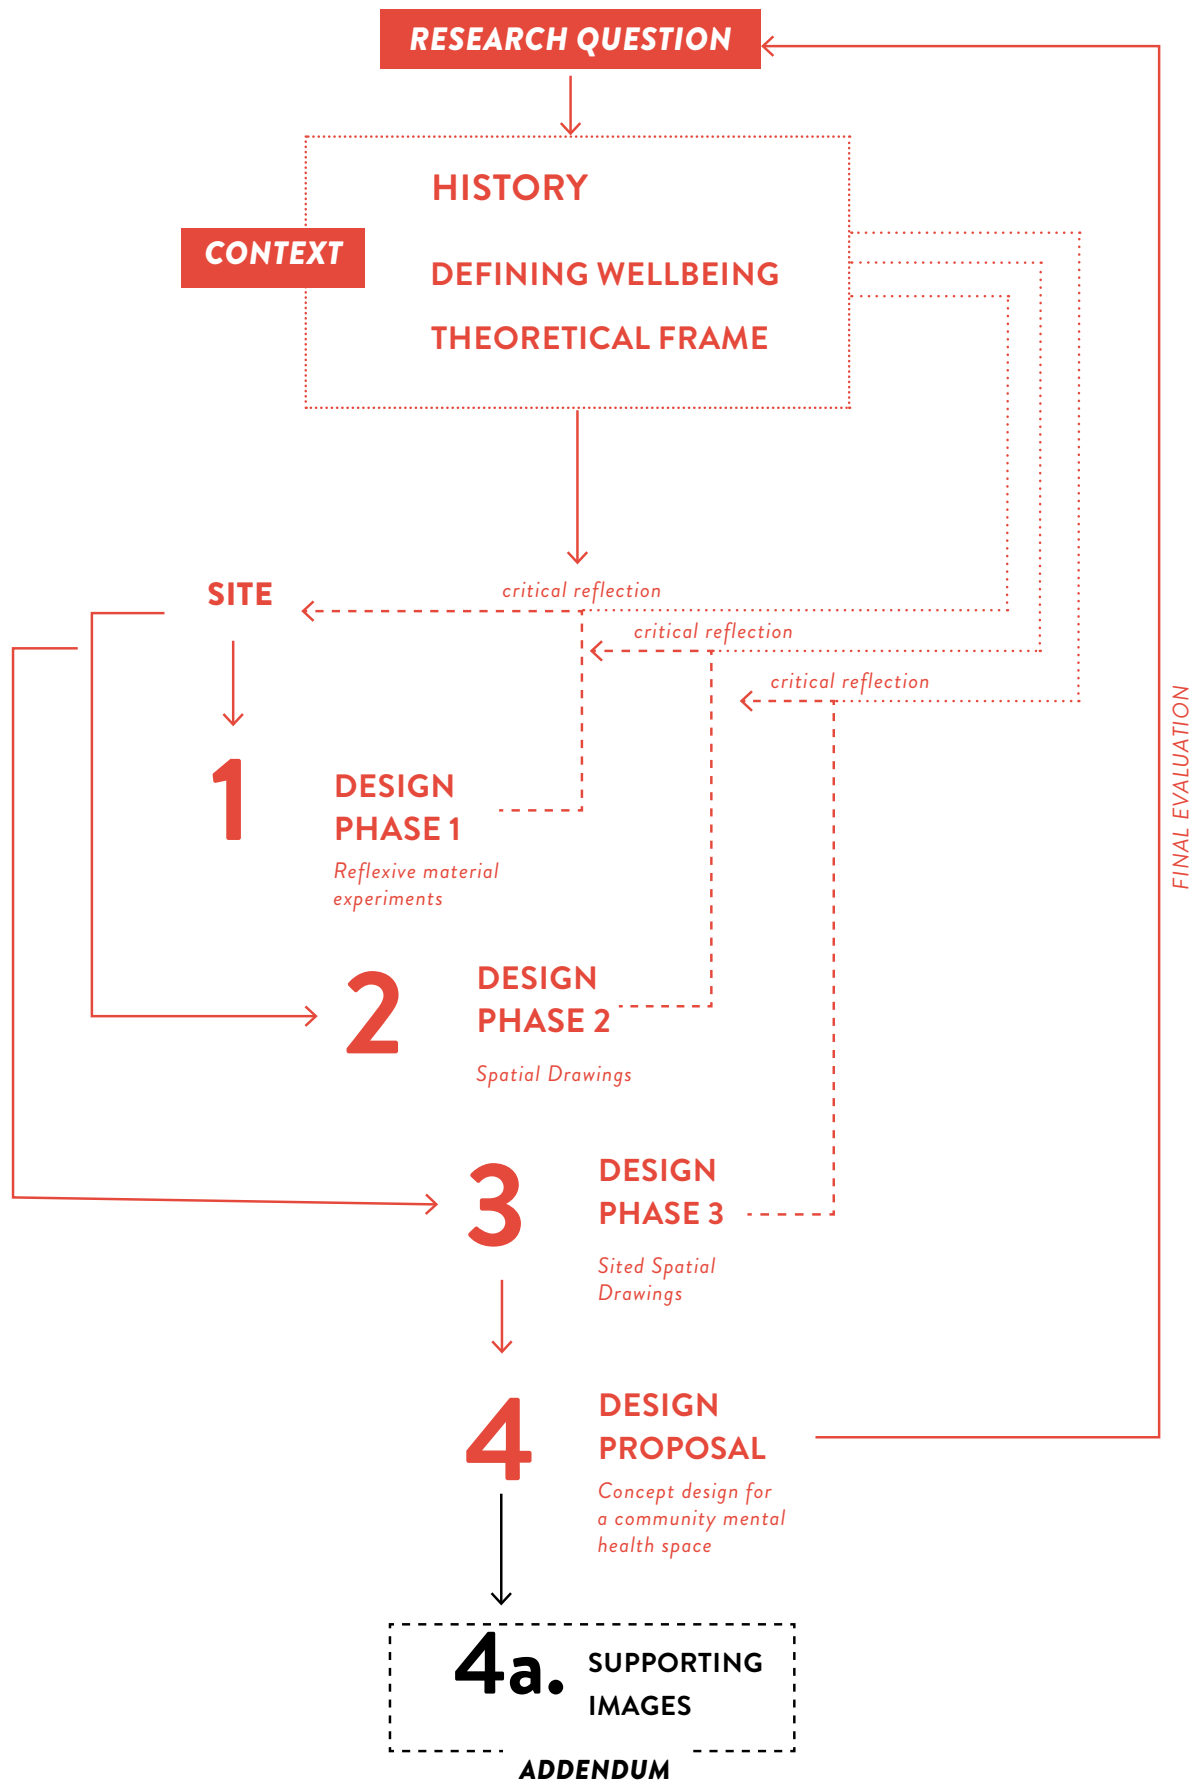 RESEARCH QUESTION
HISTORY
CONTEXT
DEFINING WELLBEING
THEORETICAL FRAME
SITE
critical reflection
critical reflection
critical reflection
FINAL EVALUATION
1
DESIGN
PHASE 1
Reflexive material
experiments
2
DESIGN
PHASE 2
Spatial Drawings
3
DESIGN
PHASE 3
Sited Spatial
Drawings
4
DESIGN
PROPOSAL
Concept design for
a community mental
health space
4a.
SUPPORTING
IMAGES
ADDENDUM